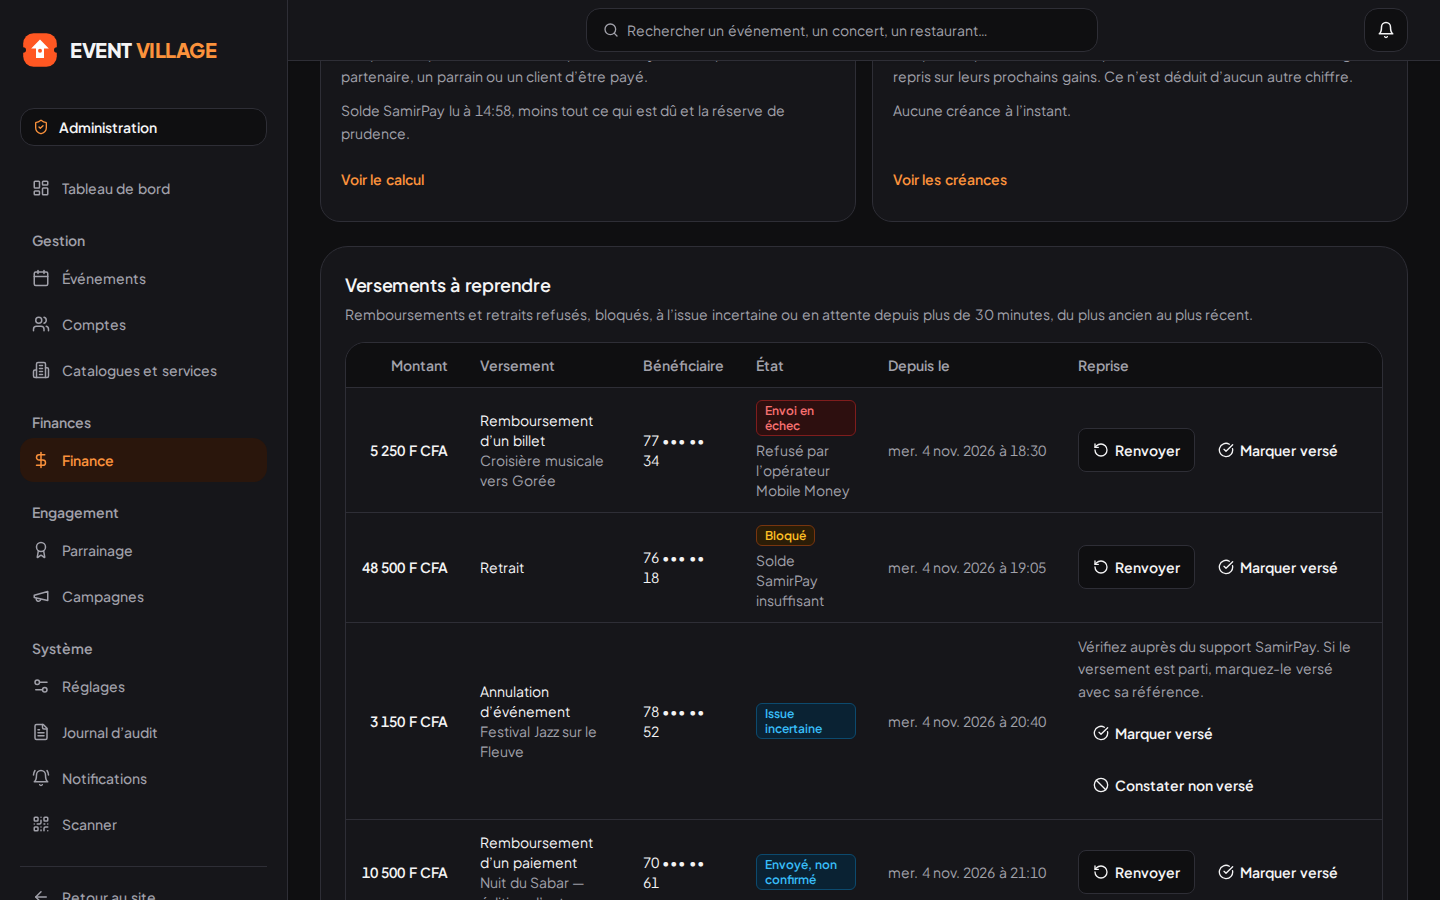 EVENT VILLAGE
Rechercher un événement, un concert, un restaurant…
Administration
Tableau de bord
Gestion
Événements
Comptes
Catalogues et services
Finances
Finance
Engagement
Parrainage
Campagnes
Système
Réglages
Journal d’audit
Notifications
Scanner
Retour au site
partenaire, un parrain ou un client d’être payé.
Solde SamirPay lu à 14:58, moins tout ce qui est dû et la réserve de
prudence.
Voir le calcul
repris sur leurs prochains gains. Ce n’est déduit d’aucun autre chiffre.
Aucune créance à l’instant.
Voir les créances
Versements à reprendre
Remboursements et retraits refusés, bloqués, à l’issue incertaine ou en attente depuis plus de 30 minutes, du plus ancien au plus récent.
Montant Versement Bénéficiaire État Depuis le Reprise
5 250 F CFA
Remboursement
d’un billet
Croisière musicale
vers Gorée
77 ••• ••
34
Envoi en
échec
Refusé par
l’opérateur
Mobile Money
mer. 4 nov. 2026 à 18:30
Renvoyer
Marquer versé
48 500 F CFA
Retrait
76 ••• ••
18
Bloqué
Solde
SamirPay
insuffisant
mer. 4 nov. 2026 à 19:05
Renvoyer
Marquer versé
3 150 F CFA
Annulation
d’événement
Festival Jazz sur le
Fleuve
78 ••• ••
52
Issue
incertaine
mer. 4 nov. 2026 à 20:40
Vérifiez auprès du support SamirPay. Si le
versement est parti, marquez-le versé
avec sa référence.
Marquer versé
Constater non versé
10 500 F CFA
Remboursement
d’un paiement
Nuit du Sabar —
70 ••• ••
61
Envoyé, non
confirmé
mer. 4 nov. 2026 à 21:10
Renvoyer
Marquer versé